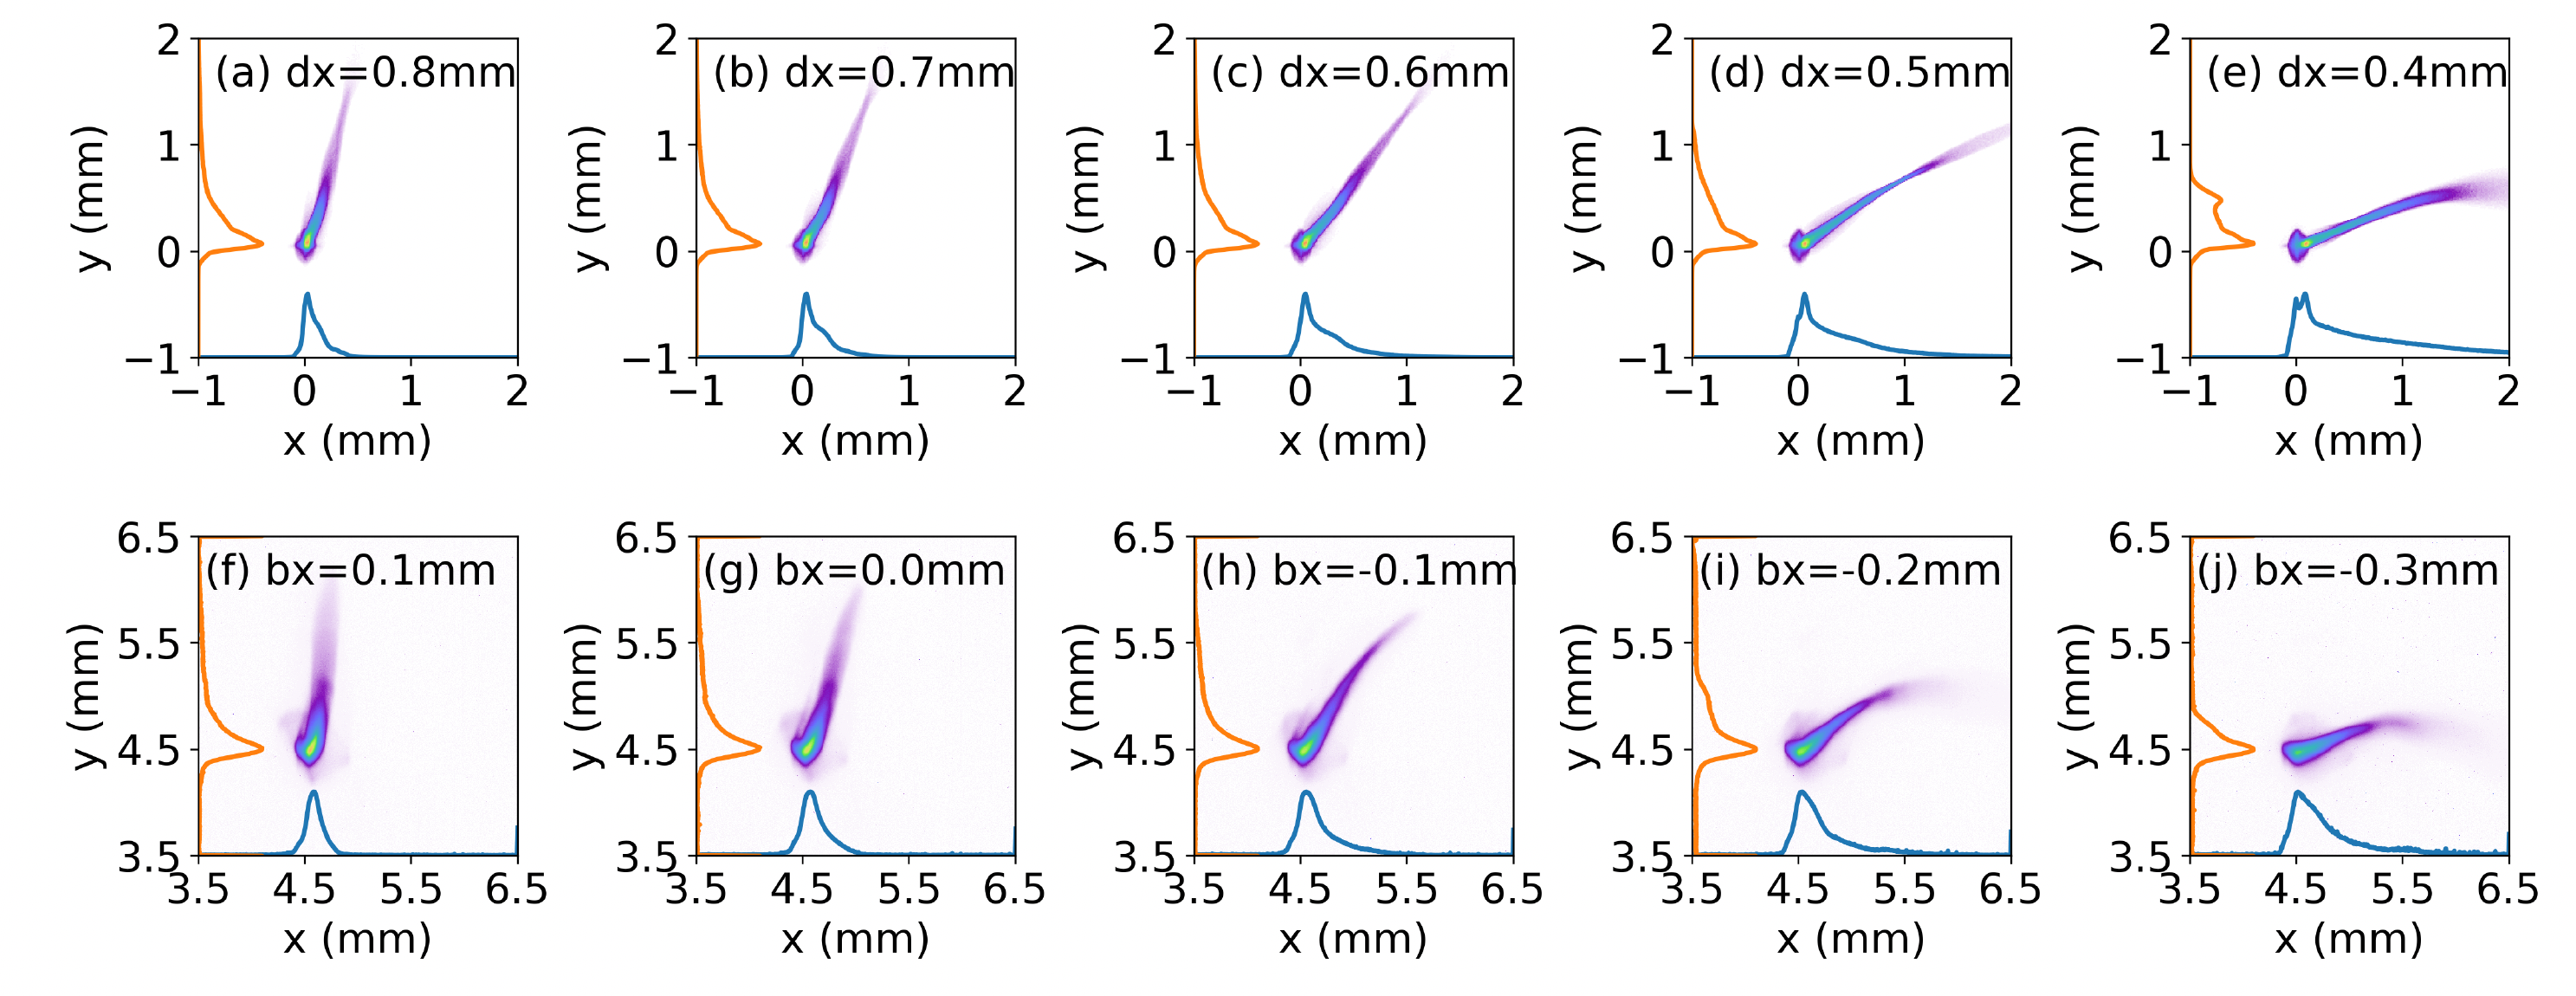 (a) dx=0.8mm
y (mm)
2
1
0
−1
−1 0 1 2
x (mm)
(b) dx=0.7mm
y (mm)
2
1
0
−1
−1 0 1 2
x (mm)
(c) dx=0.6mm
y (mm)
2
1
0
−1
−1 0 1 2
x (mm)
(d) dx=0.5mm
y (mm)
2
1
0
−1
−1 0 1 2
x (mm)
(e) dx=0.4mm
y (mm)
2
1
0
−1
−1 0 1 2
x (mm)
(f) bx=0.1mm
y (mm)
6.5
5.5
4.5
3.5
3.5 4.5 5.5 6.5
x (mm)
(g) bx=0.0mm
y (mm)
6.5
5.5
4.5
3.5
3.5 4.5 5.5 6.5
x (mm)
(h) bx=-0.1mm
y (mm)
6.5
5.5
4.5
3.5
3.5 4.5 5.5 6.5
x (mm)
(i) bx=-0.2mm
y (mm)
6.5
5.5
4.5
3.5
3.5 4.5 5.5 6.5
x (mm)
(j) bx=-0.3mm
y (mm)
6.5
5.5
4.5
3.5
3.5 4.5 5.5 6.5
x (mm)